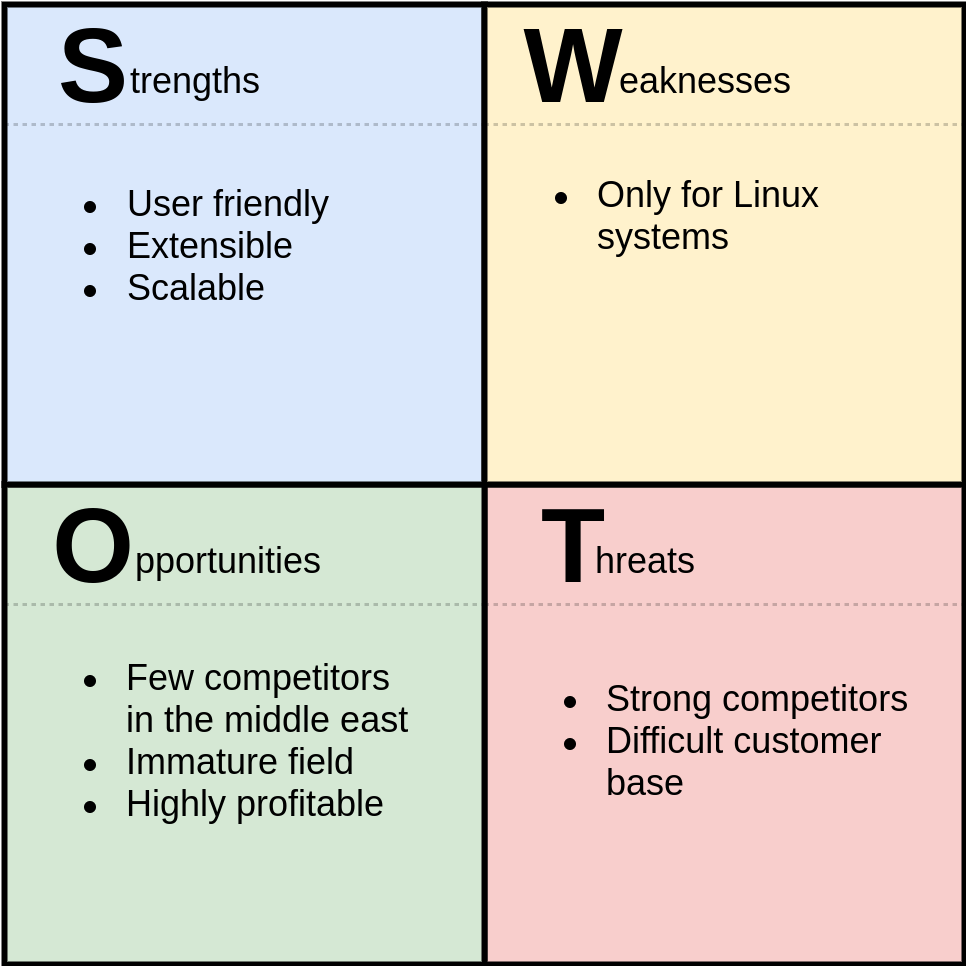 Strengths
User friendly
Extensible
Scalable
Weaknesses
Only for Linux
systems
Opportunities
Few competitors
in the middle east
Immature field
Highly profitable
Threats
Strong competitors
Difficult customer
base